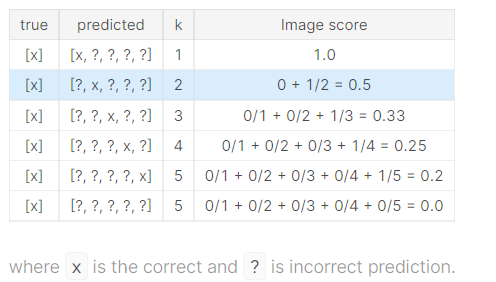 true predicted k Image score
[x] [x, ?, ?, ?, ?] 1 1.0
[x] [?, x, ?, ?, ?] 2 0 + 1/2 = 0.5
[x] [?, ?, x, ?, ?] 3 0/1 + 0/2 + 1/3 = 0.33
[x] [?, ?, ?, x, ?] 4 0/1 + 0/2 + 0/3 + 1/4 = 0.25
[x] [?, ?, ?, ?, x] 5 0/1 + 0/2 + 0/3 + 0/4 + 1/5 = 0.2
[x] [?, ?, ?, ?, ?] 5 0/1 + 0/2 + 0/3 + 0/4 + 0/5 = 0.0
where x is the correct and ? is incorrect prediction.